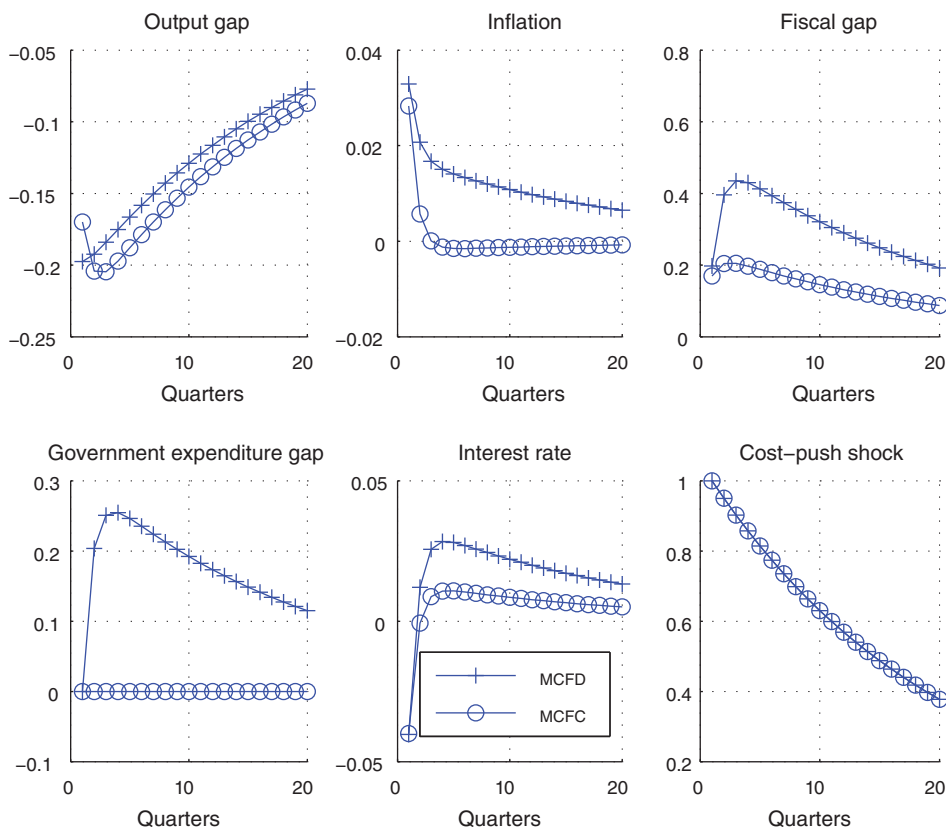 Output gap
−0.05
−0.1
−0.15
−0.2
−0.25
0 10 20
Quarters
Inflation
0.04
0.02
0
−0.02
0 10 20
Quarters
Fiscal gap
0.8
0.6
0.4
0.2
0
0 10 20
Quarters
Government expenditure gap
0.3
0.2
0.1
0
−0.1
0 10 20
Quarters
Interest rate
0.05
0
−0.05
MCFD
MCFC
0 10 20
Quarters
Cost−push shock
1
0.8
0.6
0.4
0.2
0 10 20
Quarters